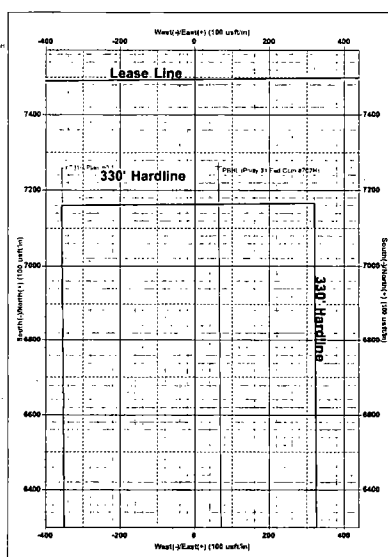 West(-)/East(+) (100 usft/in)
-400 -200 0 200 400
Lease Line
7400 7400
330' Hardline
7200 7200
7000 7000
330' Hardline
South(-)/North(+) (100 usft/in)
South(-)/North(+) (100 usft/in)
6800 6800
6600 6600
6400 6400
-400 -200 0 200 400
West(-)/East(+) (100 usft/in)